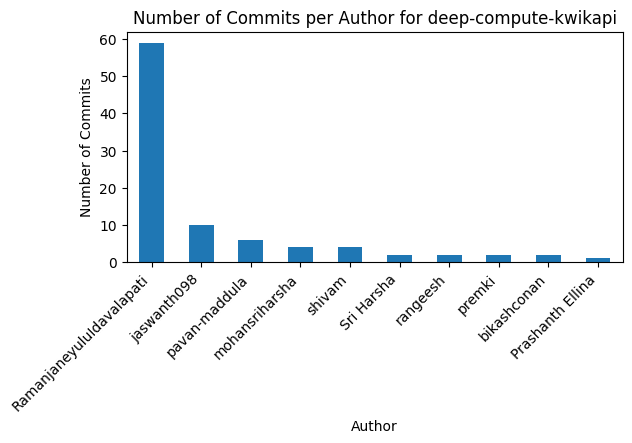 Number of Commits per Author for deep-compute-kwikapi
Number of Commits
60
50
40
30
20
10
0
RamanjaneyuluIdavalapati
jaswanth098
pavan-maddula
mohansriharsha
shivam
Sri Harsha
rangeesh
premki
bikashconan
Prashanth Ellina
Author